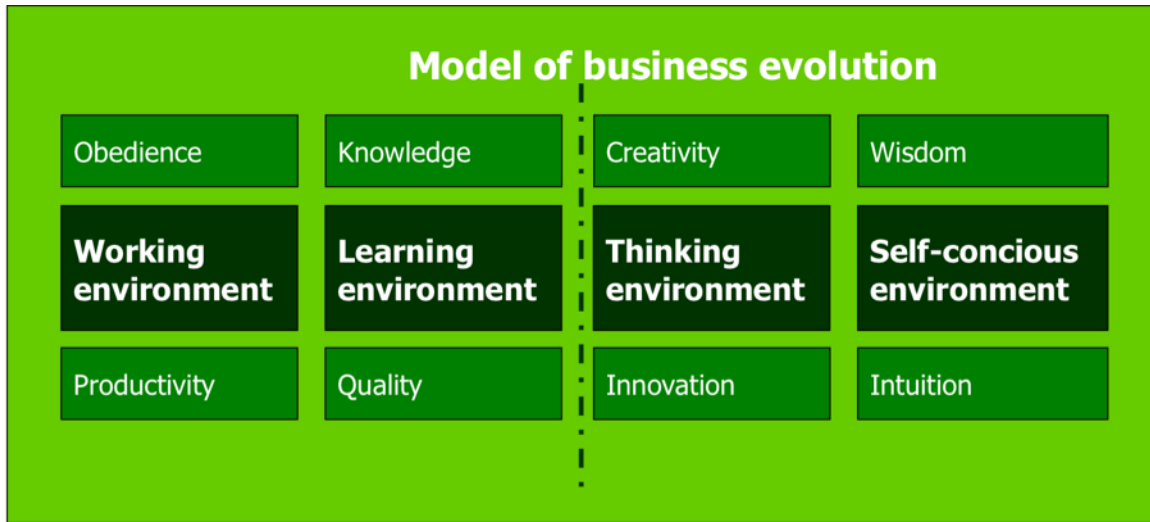 Model of business evolution
Obedience
Knowledge
Creativity
Wisdom
Working
environment
Learning
environment
Thinking
environment
Self-concious
environment
Productivity
Quality
Innovation
Intuition